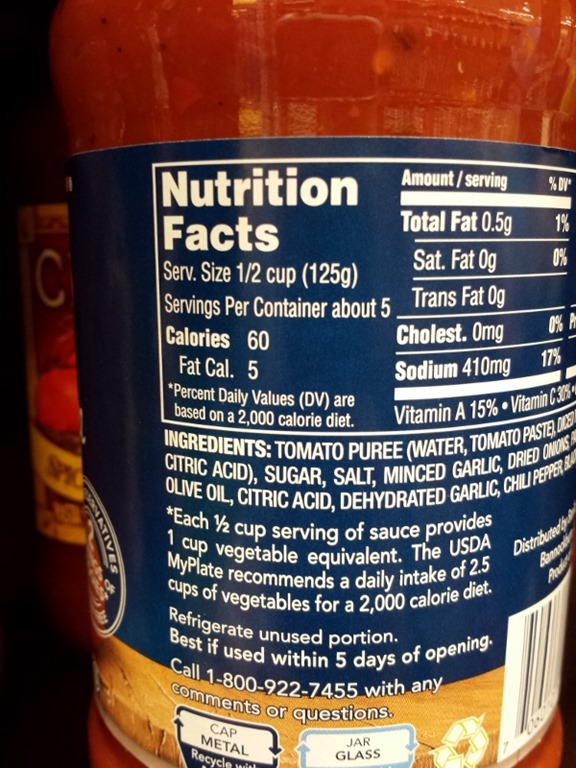 Nutrition
Facts
Serv. Size 1/2 cup (125g)
Servings Per Container about 5
Calories 60
Fat Cal. 5
*Percent Daily Values (DV) are
based on a 2,000 calorie diet.
Amount / serving % DV*
Total Fat 0.5g 1%
Sat. Fat 0g 0%
Trans Fat 0g
Cholest. 0mg 0%
Sodium 410mg 17%
Vitamin A 15% • Vitamin C 30% •
INGREDIENTS: TOMATO PUREE (WATER, TOMATO PASTE), DICED
CITRIC ACID), SUGAR, SALT, MINCED GARLIC, DRIED ONIONS,
OLIVE OIL, CITRIC ACID, DEHYDRATED GARLIC, CHILI PEPPER,
*Each ½ cup serving of sauce provides
1 cup vegetable equivalent. The USDA
MyPlate recommends a daily intake of 2.5
cups of vegetables for a 2,000 calorie diet.
Refrigerate unused portion.
Best if used within 5 days of opening.
Call 1-800-922-7455 with any
comments or questions.
Distributed by
CAP
METAL
Recycle
JAR
GLASS